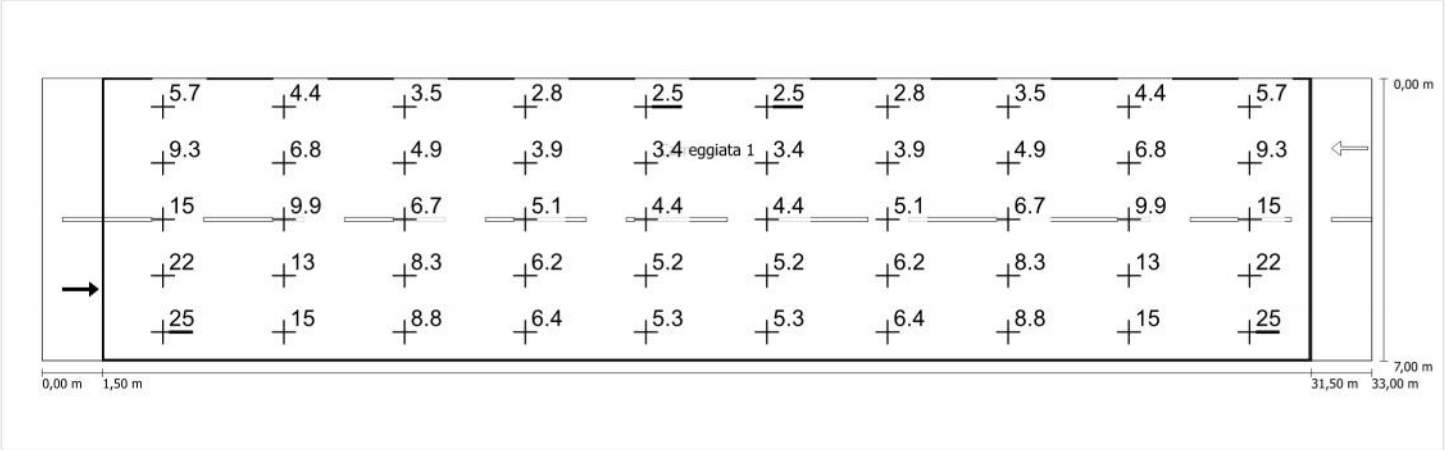 5.7 4.4 3.5 2.8 2.5 2.5 2.8 3.5 4.4 5.7
0,00 m
9.3 6.8 4.9 3.9 3.4 eggiata 1 3.4 3.9 4.9 6.8 9.3
15 9.9 6.7 5.1 4.4 4.4 5.1 6.7 9.9 15
22 13 8.3 6.2 5.2 5.2 6.2 8.3 13 22
25 15 8.8 6.4 5.3 5.3 6.4 8.8 15 25
7,00 m
0,00 m 1,50 m 31,50 m 33,00 m